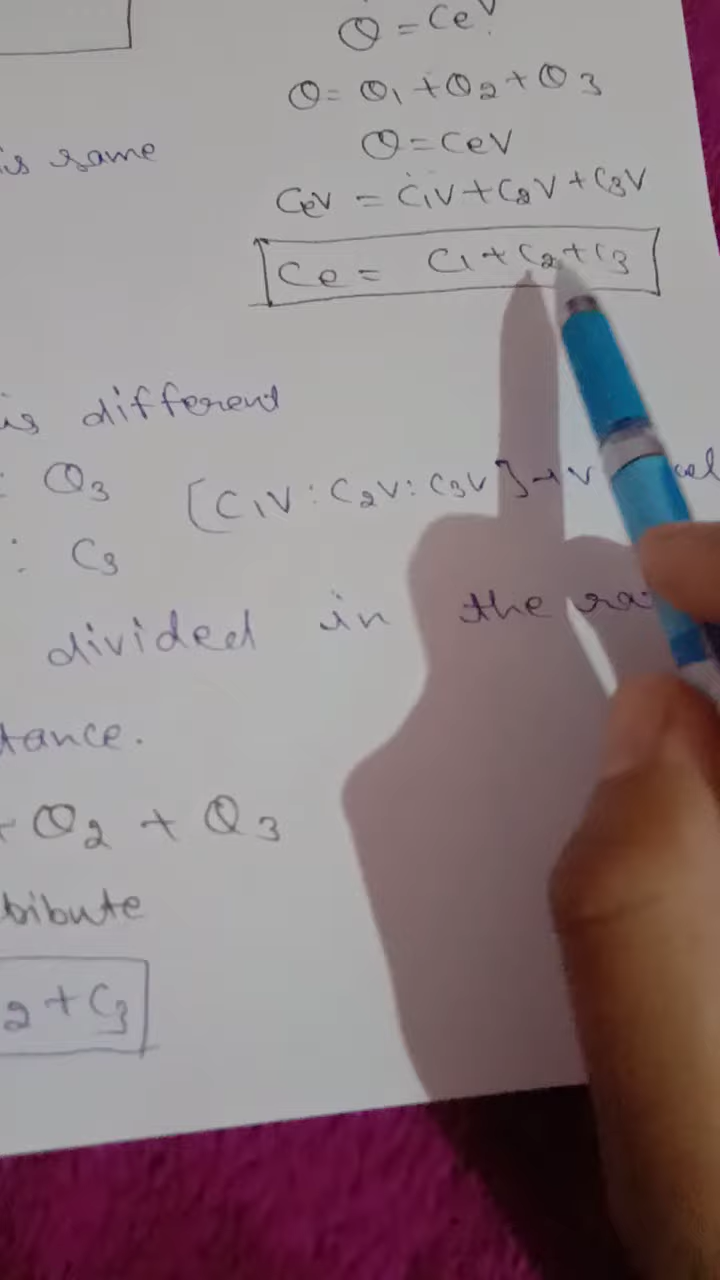 Q = CeV
Q = Q1 + Q2 + Q3
is same
Q = CeV
CeV = C1V + C2V + C3V
Ce = C1 + C2 + C3
is different
: Q3 [C1V : C2V : C3V] → V
: C3
divided in the
tance.
+ Q2 + Q3
bibute
2 + C3